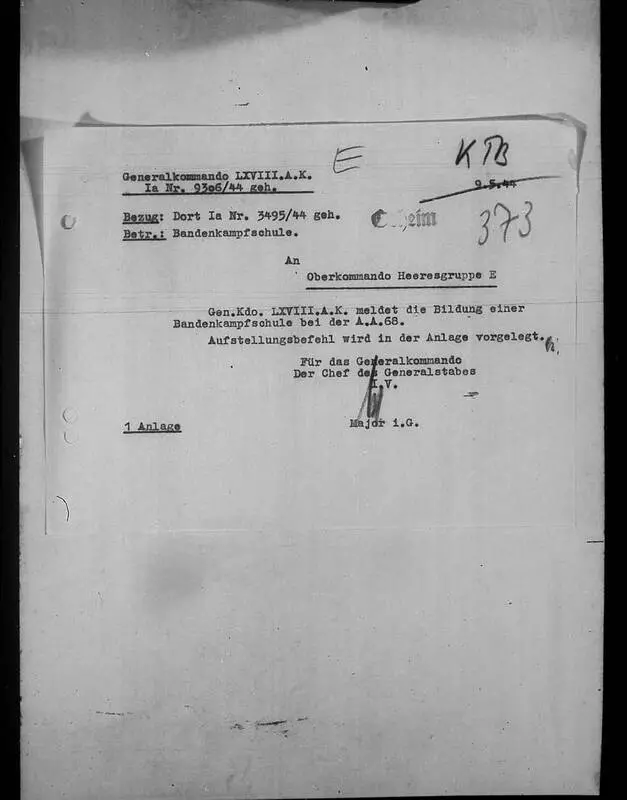 E
KTB
Generalkommando LXVIII.A.K.
Ia Nr. 9306/44 geh.
9.5.44
373
Bezug: Dort Ia Nr. 3495/44 geh.
Betr.: Bandenkampfschule.
An
Oberkommando Heeresgruppe E
Gen.Kdo. LXVIII.A.K. meldet die Bildung einer
Bandenkampfschule bei der A.A.68.
Aufstellungsbefehl wird in der Anlage vorgelegt.
Für das Generalkommando
Der Chef des Generalstabes
I.V.
1 Anlage
Major i.G.